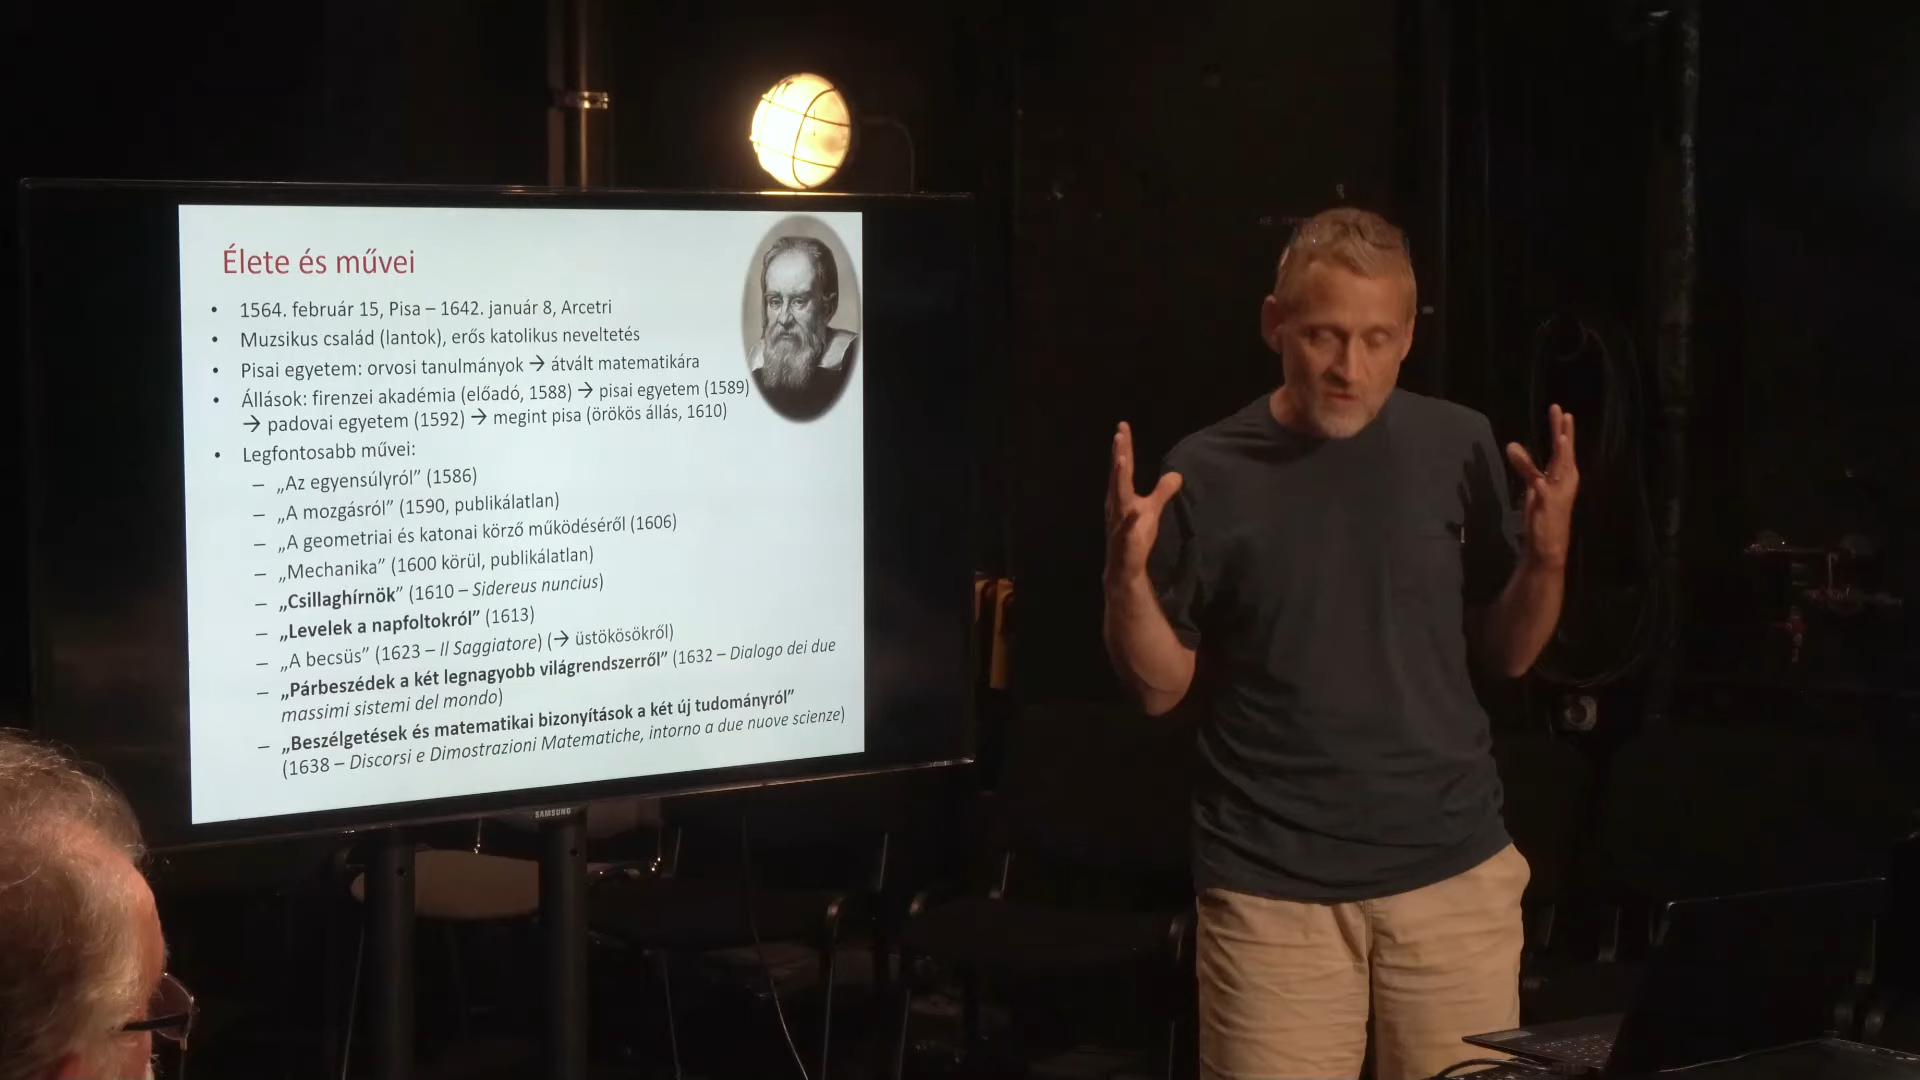 Élete és művei
• 1564. február 15, Pisa – 1642. január 8, Arcetri
• Muzsikus család (lantok), erős katolikus neveltetés
• Pisai egyetem: orvosi tanulmányok → átvált matematikára
• Állások: firenzei akadémia (előadó, 1588) → pisai egyetem (1589)
→ padovai egyetem (1592) → megint pisa (örökös állás, 1610)
• Legfontosabb művei:
– „Az egyensúlyról” (1586)
– „A mozgásról” (1590, publikálatlan)
– „A geometriai és katonai körző működéséről (1606)
– „Mechanika” (1600 körül, publikálatlan)
– „Csillaghírnök” (1610 – Sidereus nuncius)
– „Levelek a napfoltokról” (1613)
– „A becsüs” (1623 – Il Saggiatore) (→ üstökösökről)
– „Párbeszédek a két legnagyobb világrendszerről” (1632 – Dialogo dei due
massimi sistemi del mondo)
– „Beszélgetések és matematikai bizonyítások a két új tudományról”
(1638 – Discorsi e Dimostrazioni Matematiche, intorno a due nuove scienze)
SAMSUNG